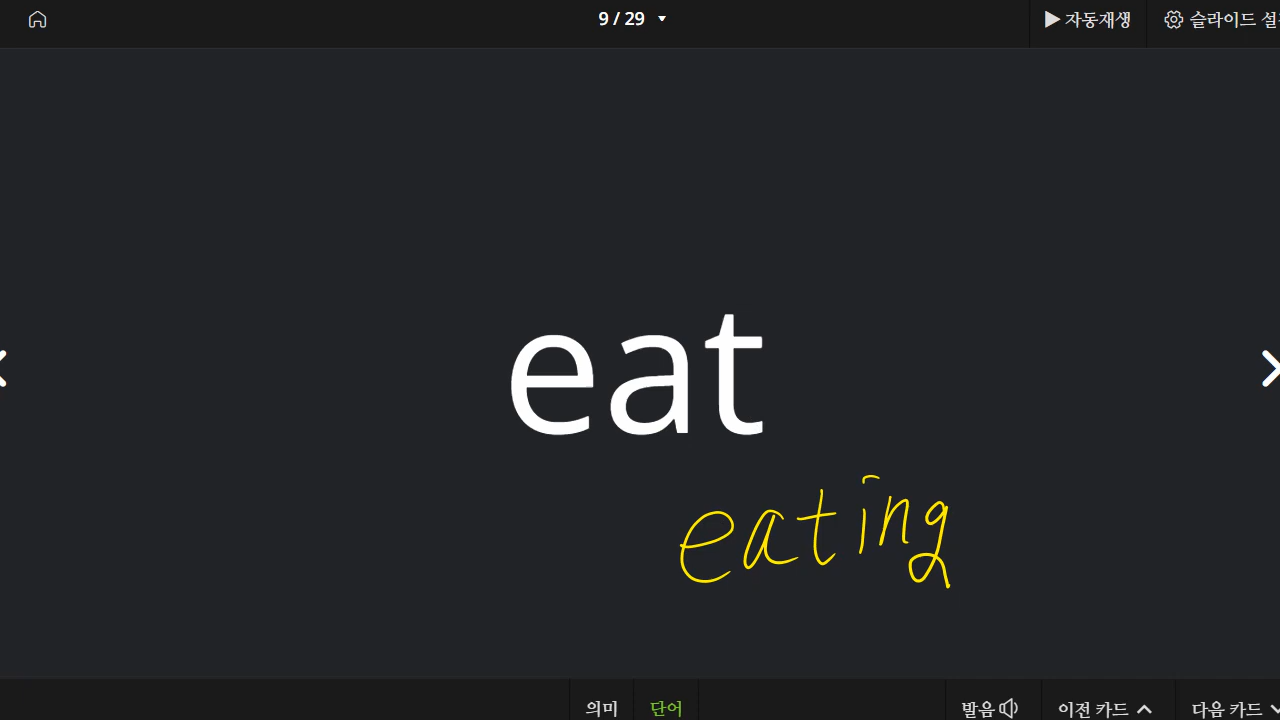 9 / 29
자동재생
슬라이드 설
eat
eating
의미
단어
발음
이전 카드
다음 카드